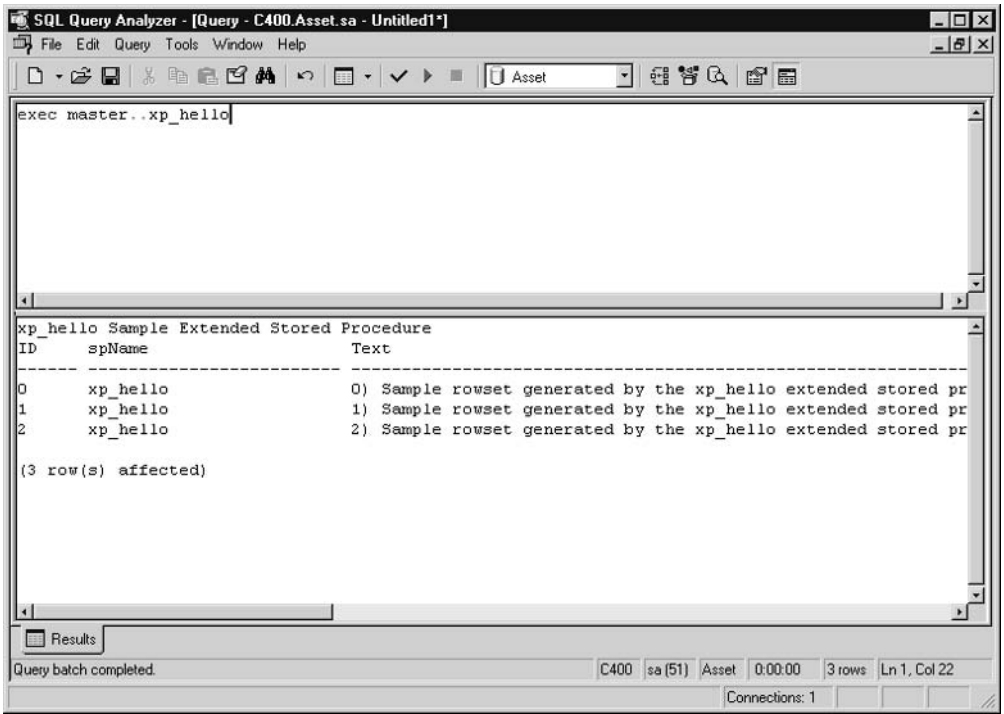 SQL Query Analyzer - [Query - C400.Asset.sa - Untitled1*]
File Edit Query Tools Window Help
Asset
exec master..xp_hello
xp_hello Sample Extended Stored Procedure
ID spName Text
------ ------------------------- -------------------------------------------------------------
0 xp_hello 0) Sample rowset generated by the xp_hello extended stored pr
1 xp_hello 1) Sample rowset generated by the xp_hello extended stored pr
2 xp_hello 2) Sample rowset generated by the xp_hello extended stored pr
(3 row(s) affected)
Results
Query batch completed. C400 sa (51) Asset 0:00:00 3 rows Ln 1, Col 22
Connections: 1